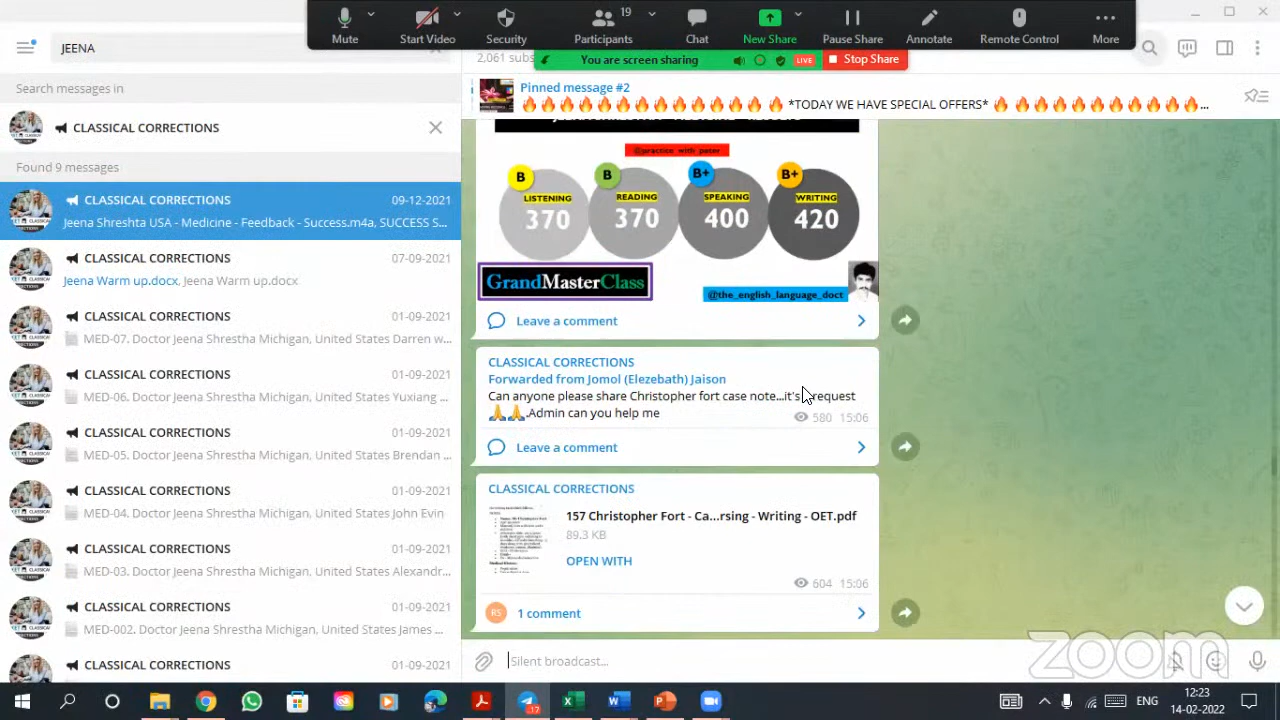 Mute
Start Video
Security
19
Participants
Chat
New Share
Pause Share
Annotate
Remote Control
More
You are screen sharing
LIVE
Stop Share
JEENA
2,061 subs
Search messages in
CLASSICAL CORRECTIONS
Found 9 messages
CLASSICAL CORRECTIONS 09-12-2021
Jeena Shreshta USA - Medicine - Feedback - Success.m4a, SUCCESS S...
CLASSICAL CORRECTIONS 07-09-2021
Jeena Warm up.docx, Jeena Warm up.docx
CLASSICAL CORRECTIONS 01-09-2021
MED-07. Doctor Jeena Shrestha Michigan, United States Darren w...
CLASSICAL CORRECTIONS 01-09-2021
MED-06. Doctor Jeena Shrestha Michigan, United States Yuxiang ...
CLASSICAL CORRECTIONS 01-09-2021
MED-05. Doctor Jeena Shrestha Michigan, United States Brendan ...
CLASSICAL CORRECTIONS 01-09-2021
MED-04. Doctor Jeena Shrestha Michigan, United States John Evin
CLASSICAL CORRECTIONS 01-09-2021
MED-03. Doctor Jeena Shrestha Michigan, United States Alexandr...
CLASSICAL CORRECTIONS 01-09-2021
MED-002. Doctor Jeena Shrestha Michigan, United States James ...
CLASSICAL CORRECTIONS 01-09-2021
Pinned message #2
🔥🔥🔥🔥🔥🔥🔥🔥🔥🔥🔥🔥🔥 🔥 *TODAY WE HAVE SPECIAL OFFERS* 🔥 🔥🔥🔥🔥🔥🔥🔥🔥🔥 ...
@practice_with_peter
B B B+ B+
LISTENING READING SPEAKING WRITING
370 370 400 420
GrandMasterClass
@the_english_language_doct
Leave a comment
CLASSICAL CORRECTIONS
Forwarded from Jomol (Elezebath) Jaison
Can anyone please share Christopher fort case note...it's request
🙏🙏.Admin can you help me
580 15:06
Leave a comment
CLASSICAL CORRECTIONS
157 Christopher Fort - Ca...rsing - Writing - OET.pdf
89.3 KB
OPEN WITH
604 15:06
RS 1 comment
Silent broadcast...
zoom
17
ENG
12:23
14-02-2022